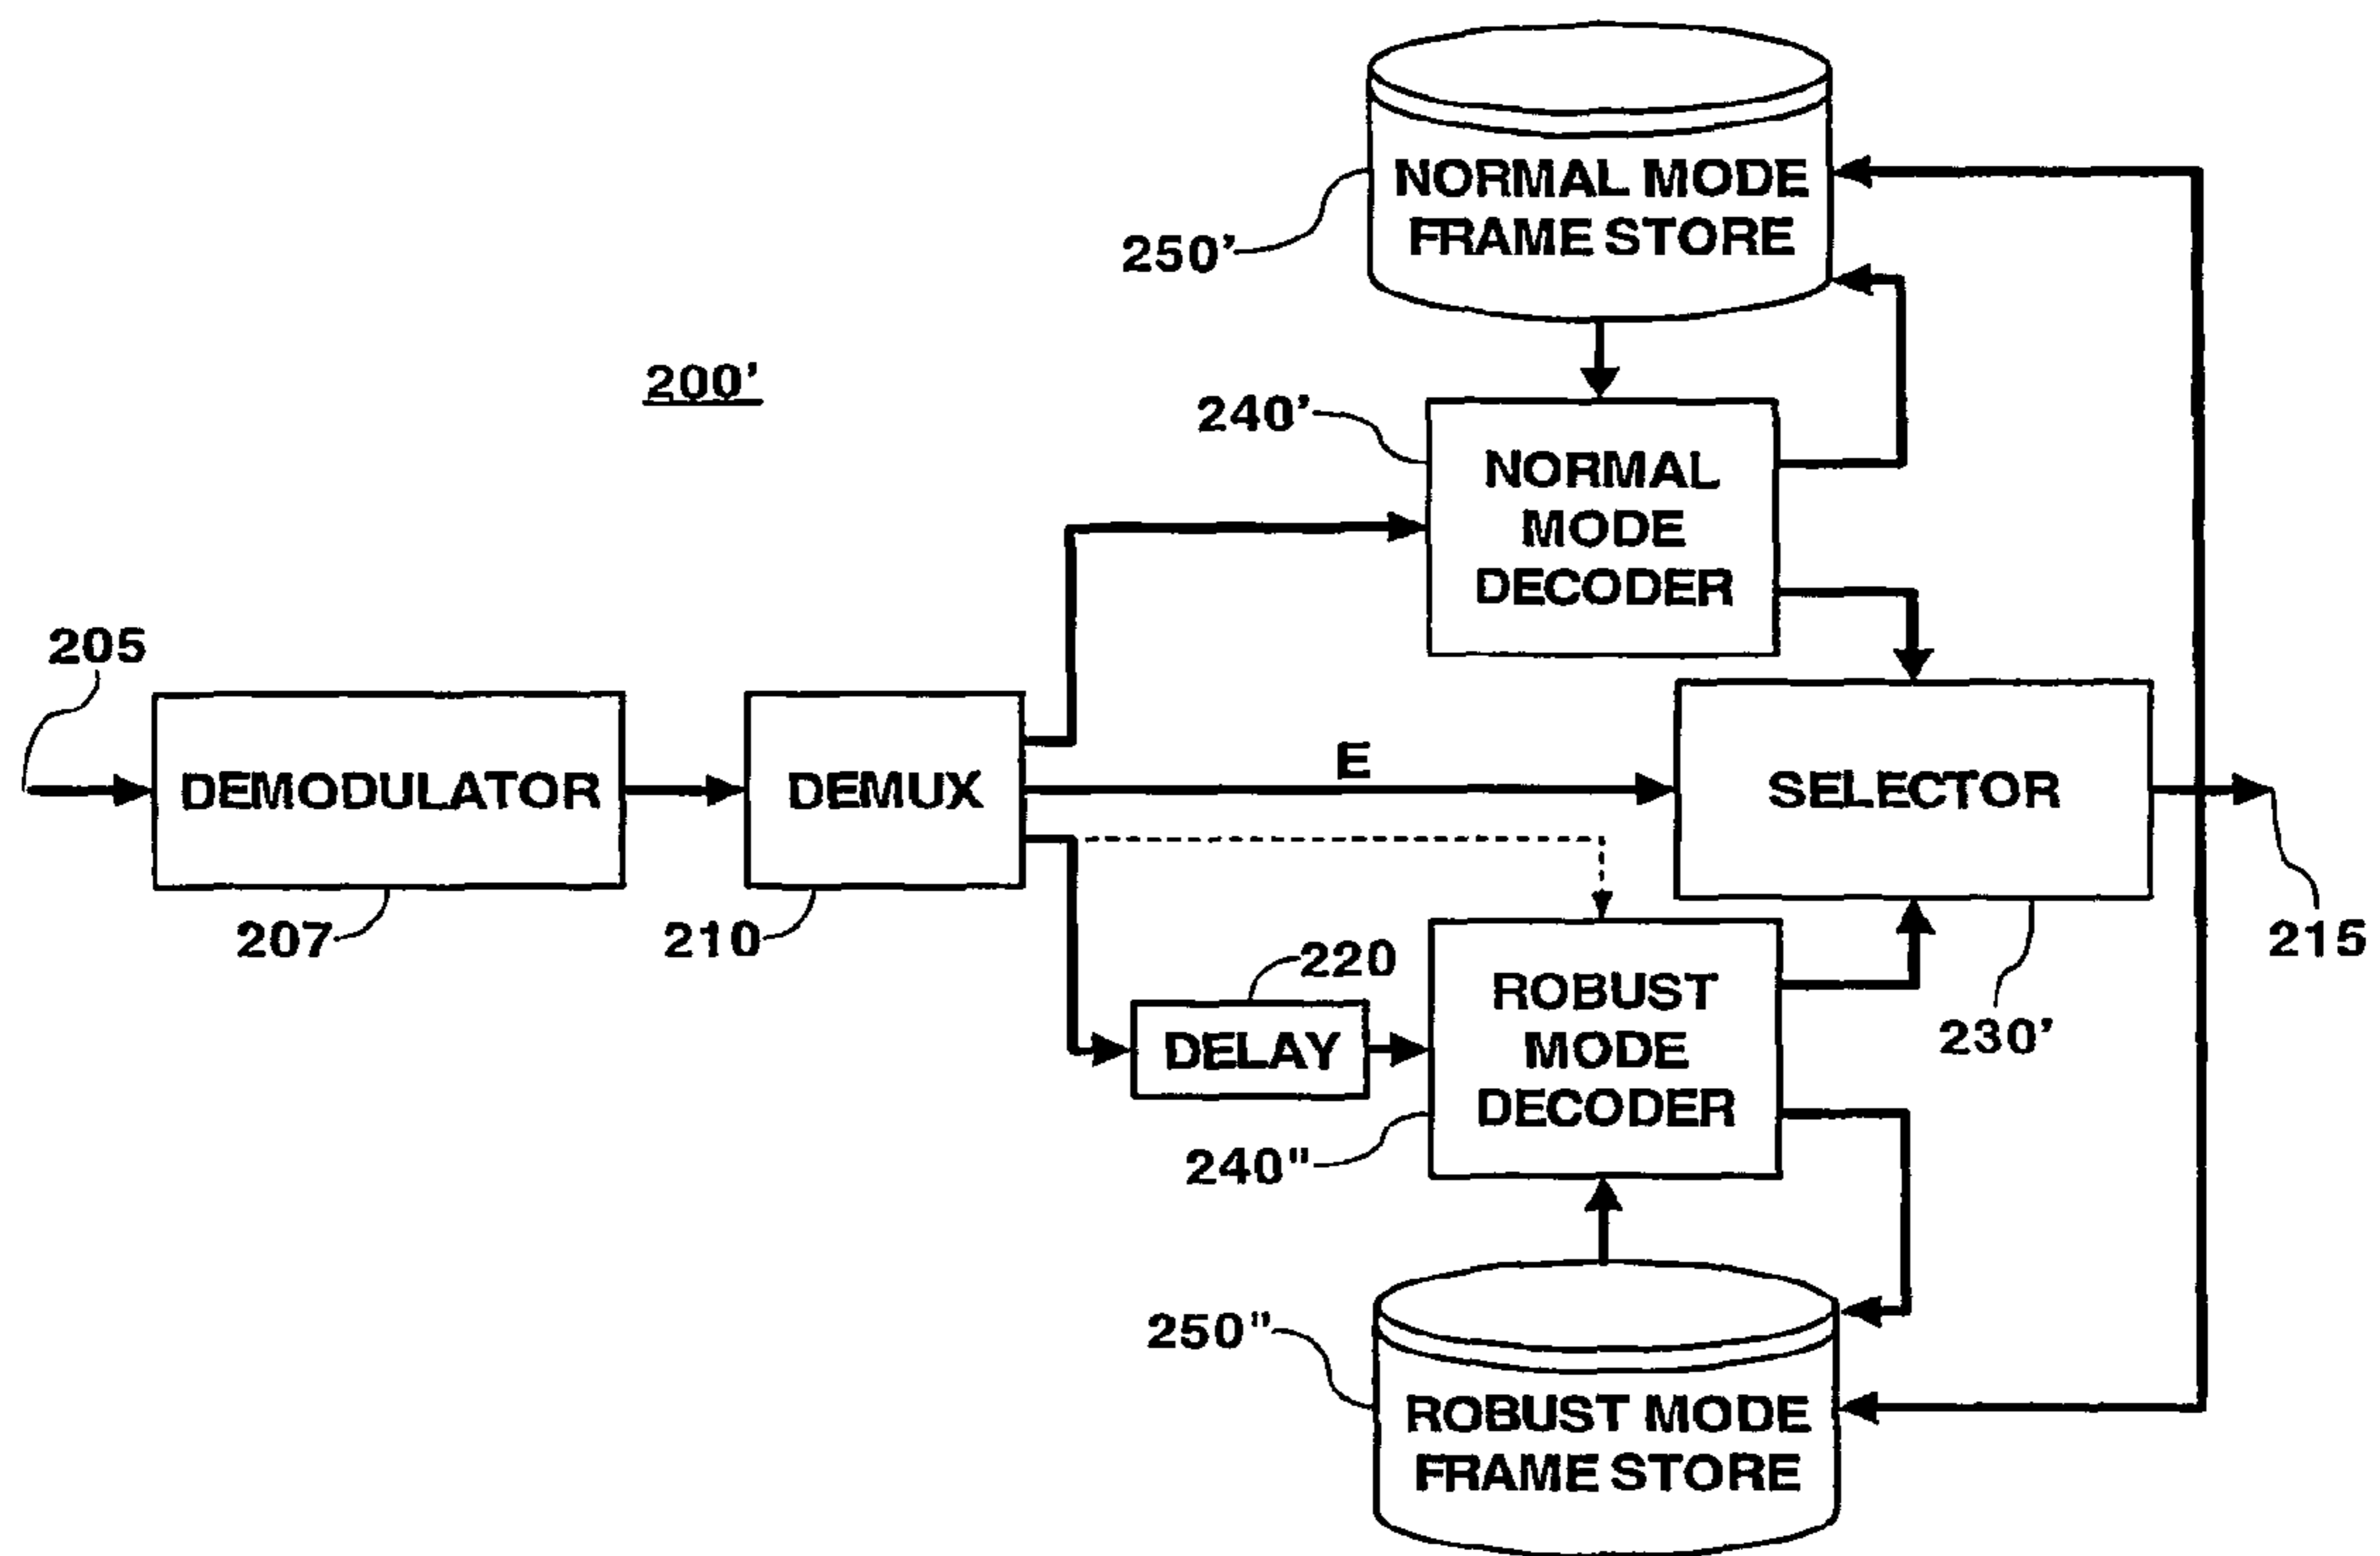 NORMAL MODE
FRAME STORE
250'
200'
240'
NORMAL
MODE
DECODER
205
DEMODULATOR
DEMUX
E
SELECTOR
207
210
220
215
DELAY
ROBUST
MODE
DECODER
230'
240"
250"
ROBUST MODE
FRAME STORE